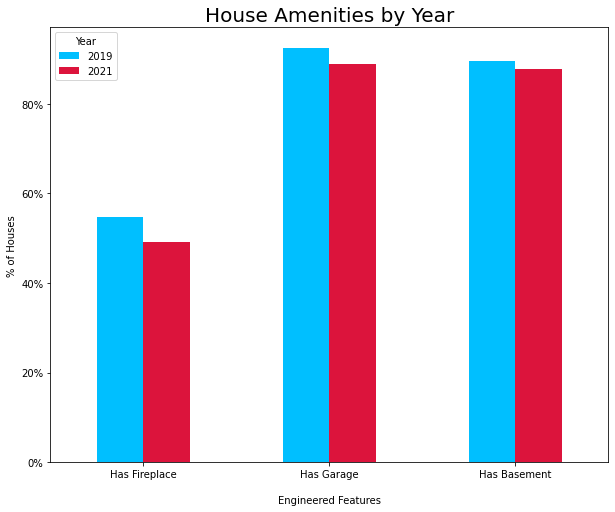 House Amenities by Year
Year
2019
2021
% of Houses
80%
60%
40%
20%
0%
Has Fireplace
Has Garage
Has Basement
Engineered Features